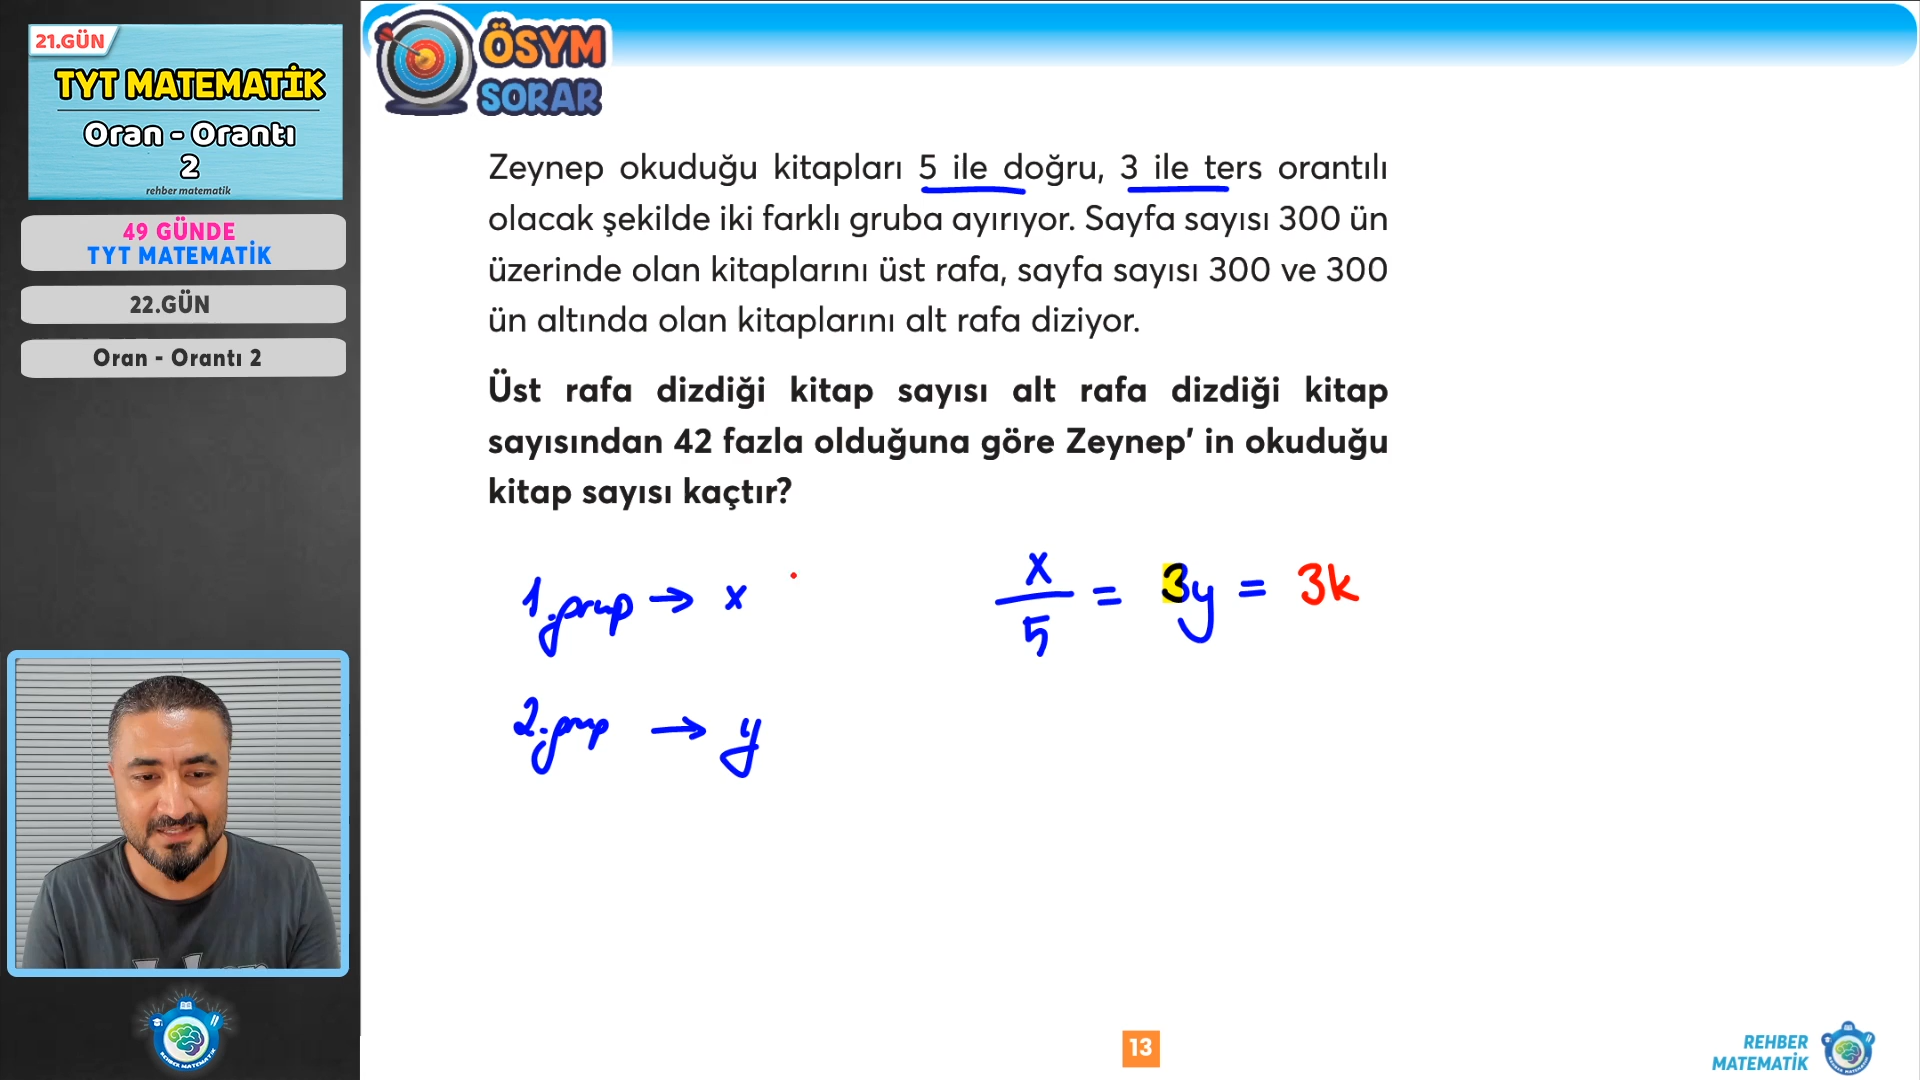 21.GÜN
TYT MATEMATİK
Oran - Orantı
2
rehber matematik
49 GÜNDE
TYT MATEMATİK
22.GÜN
Oran - Orantı 2
REHBER MATEMATİK
ÖSYM
SORAR
Zeynep okuduğu kitapları 5 ile doğru, 3 ile ters orantılı
olacak şekilde iki farklı gruba ayırıyor. Sayfa sayısı 300 ün
üzerinde olan kitaplarını üst rafa, sayfa sayısı 300 ve 300
ün altında olan kitaplarını alt rafa diziyor.
Üst rafa dizdiği kitap sayısı alt rafa dizdiği kitap
sayısından 42 fazla olduğuna göre Zeynep’ in okuduğu
kitap sayısı kaçtır?
1.grup → x
x/5 = 3y = 3k
2.grup → y
13
REHBER
MATEMATİK